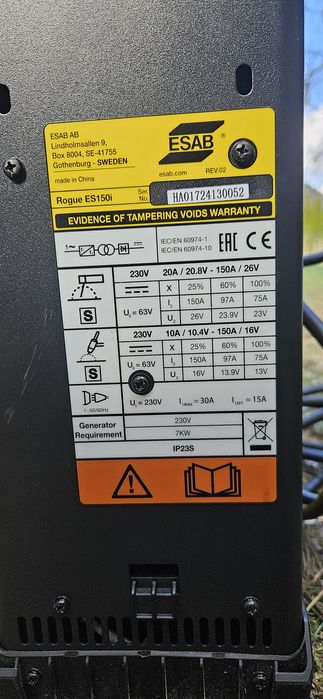 ESAB AB
Lindholmsallen 9,
Box 8004, SE-41755
Gothenburg - SWEDEN
made in China
ESAB ®
esab.com REV.02
Rogue ES150i Ser No. HA01724130052
EVIDENCE OF TAMPERING VOIDS WARRANTY
1~ IEC/EN 60974-1
IEC/EN 60974-10
EAC CE
230V 20A / 20.8V - 150A / 26V
X 25% 60% 100%
S U₀ = 63V I₂ 150A 97A 75A
U₂ 26V 23.9V 23V
230V 10A / 10.4V - 150A / 16V
X 25% 60% 100%
S U₀ = 63V I₂ 150A 97A 75A
U₂ 16V 13.9V 13V
1~50/60Hz U₁ = 230V I1MAX = 30A I1EFF = 15A
Generator Requirement 230V
7KW
IP23S